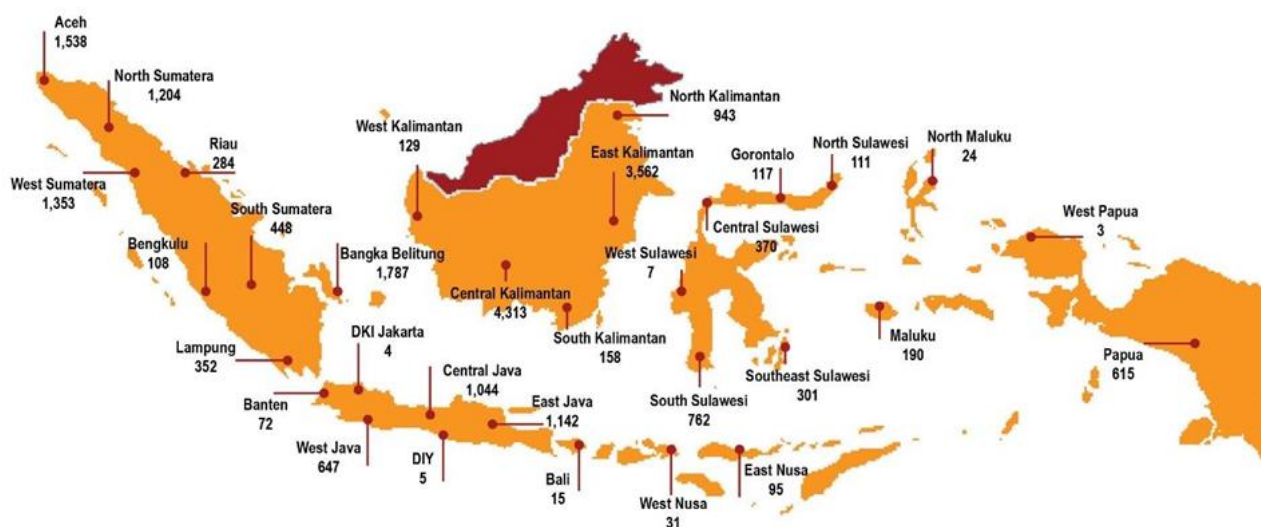 Aceh
1,538
North Sumatera
1,204
Riau
284
West Sumatera
1,353
South Sumatera
448
Bengkulu
108
Bangka Belitung
1,787
Lampung
352
West Kalimantan
129
North Kalimantan
943
East Kalimantan
3,562
Central Kalimantan
4,313
South Kalimantan
158
Gorontalo
117
North Sulawesi
111
North Maluku
24
Central Sulawesi
370
West Sulawesi
7
West Papua
3
Maluku
190
Papua
615
Southeast Sulawesi
301
South Sulawesi
762
DKI Jakarta
4
Central Java
1,044
East Java
1,142
Banten
72
West Java
647
DIY
5
Bali
15
West Nusa
31
East Nusa
95